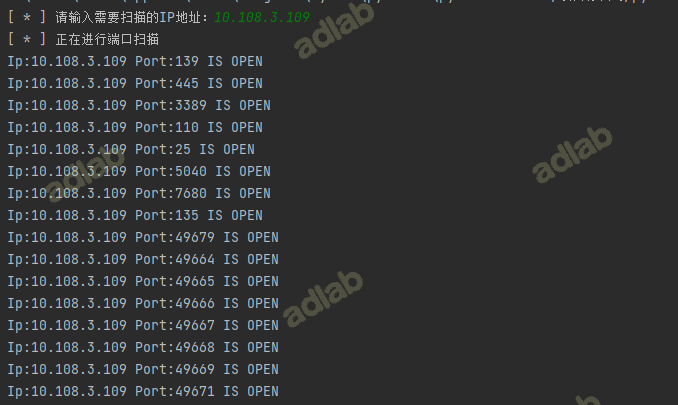 [ * ] 请输入需要扫描的IP地址：10.108.3.109
[ * ] 正在进行端口扫描
Ip:10.108.3.109 Port:139 IS OPEN
Ip:10.108.3.109 Port:445 IS OPEN
Ip:10.108.3.109 Port:3389 IS OPEN
Ip:10.108.3.109 Port:110 IS OPEN
Ip:10.108.3.109 Port:25 IS OPEN
Ip:10.108.3.109 Port:5040 IS OPEN
Ip:10.108.3.109 Port:7680 IS OPEN
Ip:10.108.3.109 Port:135 IS OPEN
Ip:10.108.3.109 Port:49679 IS OPEN
Ip:10.108.3.109 Port:49664 IS OPEN
Ip:10.108.3.109 Port:49665 IS OPEN
Ip:10.108.3.109 Port:49666 IS OPEN
Ip:10.108.3.109 Port:49667 IS OPEN
Ip:10.108.3.109 Port:49668 IS OPEN
Ip:10.108.3.109 Port:49669 IS OPEN
Ip:10.108.3.109 Port:49671 IS OPEN
adlab
adlab
adlab
adlab
adlab